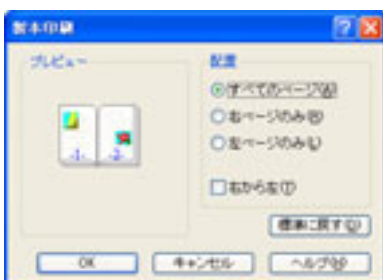 製本印刷
プレビュー
-1- -2-
配置
すべてのページ(A)
右ページのみ(R)
左ページのみ(L)
右から左(T)
標準に戻す(D)
OK
キャンセル
ヘルプ(H)